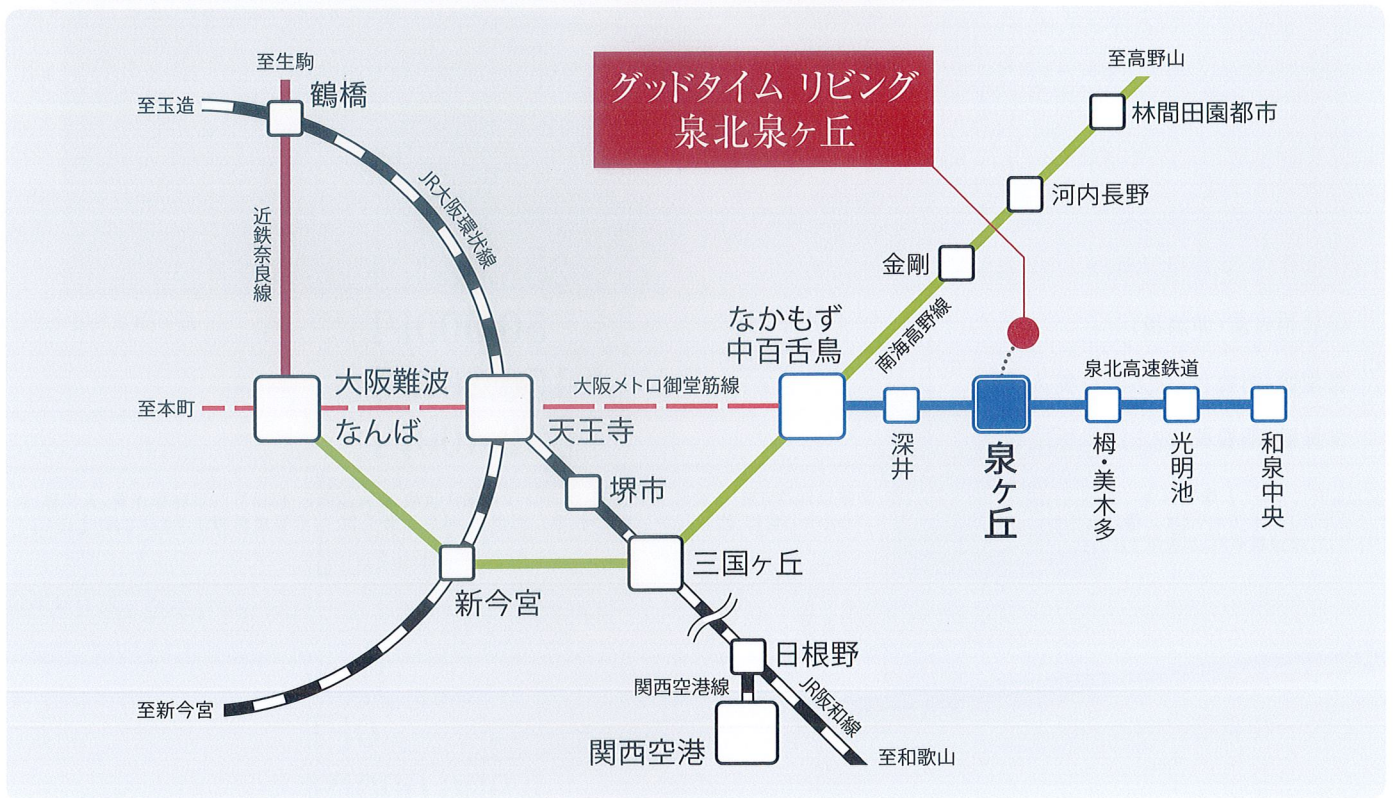 至生駒
鶴橋
至玉造
JR大阪環状線
近鉄奈良線
グッドタイム リビング
泉北泉ヶ丘
至高野山
林間田園都市
河内長野
金剛
南海高野線
なかもず
中百舌鳥
泉北高速鉄道
至本町
大阪難波
なんば
大阪メトロ御堂筋線
天王寺
深井
泉ヶ丘
栂・美木多
光明池
和泉中央
堺市
三国ヶ丘
新今宮
日根野
関西空港線
JR阪和線
至新今宮
関西空港
至和歌山